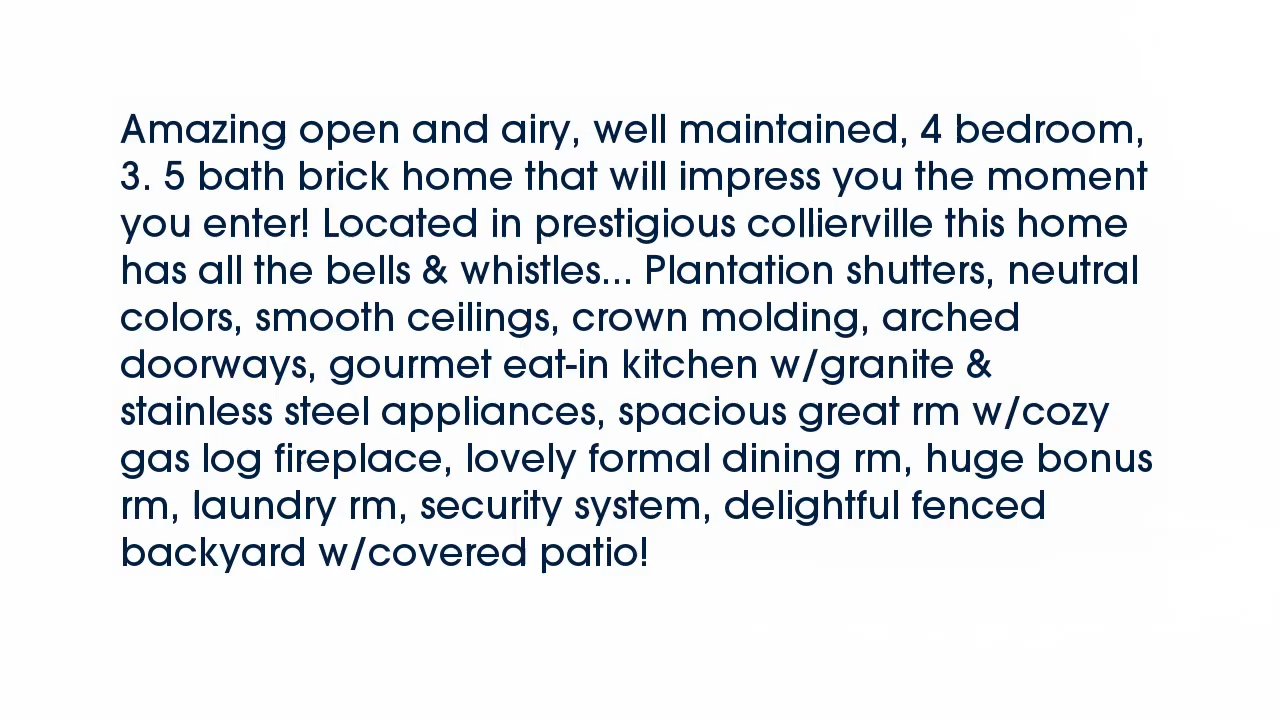 Amazing open and airy, well maintained, 4 bedroom,
3. 5 bath brick home that will impress you the moment
you enter! Located in prestigious collierville this home
has all the bells & whistles... Plantation shutters, neutral
colors, smooth ceilings, crown molding, arched
doorways, gourmet eat-in kitchen w/granite &
stainless steel appliances, spacious great rm w/cozy
gas log fireplace, lovely formal dining rm, huge bonus
rm, laundry rm, security system, delightful fenced
backyard w/covered patio!